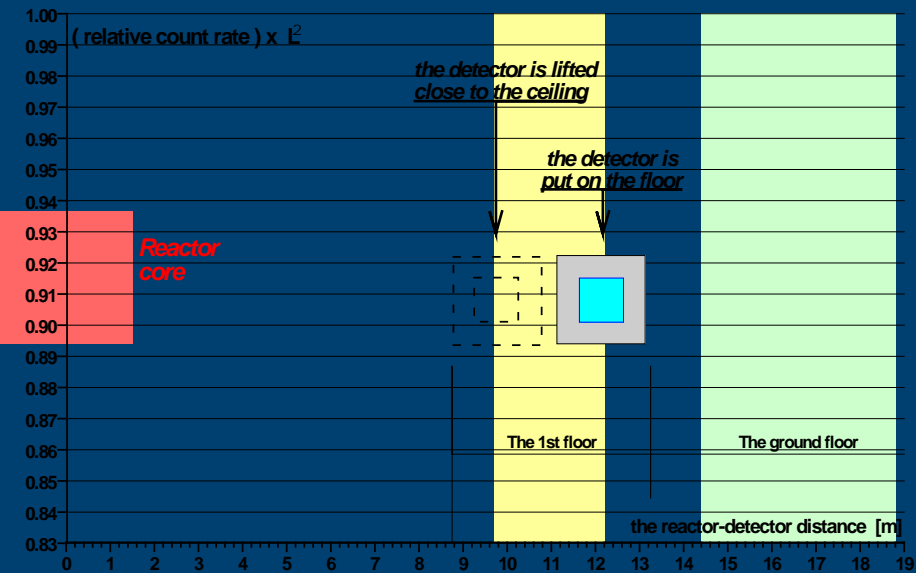 1.00
( relative count rate ) x L²
0.99
0.98
the detector is lifted
close to the ceiling
0.97
0.96
0.95
the detector is
put on the floor
0.94
0.93
Reactor
core
0.92
0.91
0.90
0.89
0.88
0.87
0.86
The 1st floor
The ground floor
0.85
0.84
the reactor-detector distance [m]
0.83
0 1 2 3 4 5 6 7 8 9 10 11 12 13 14 15 16 17 18 19